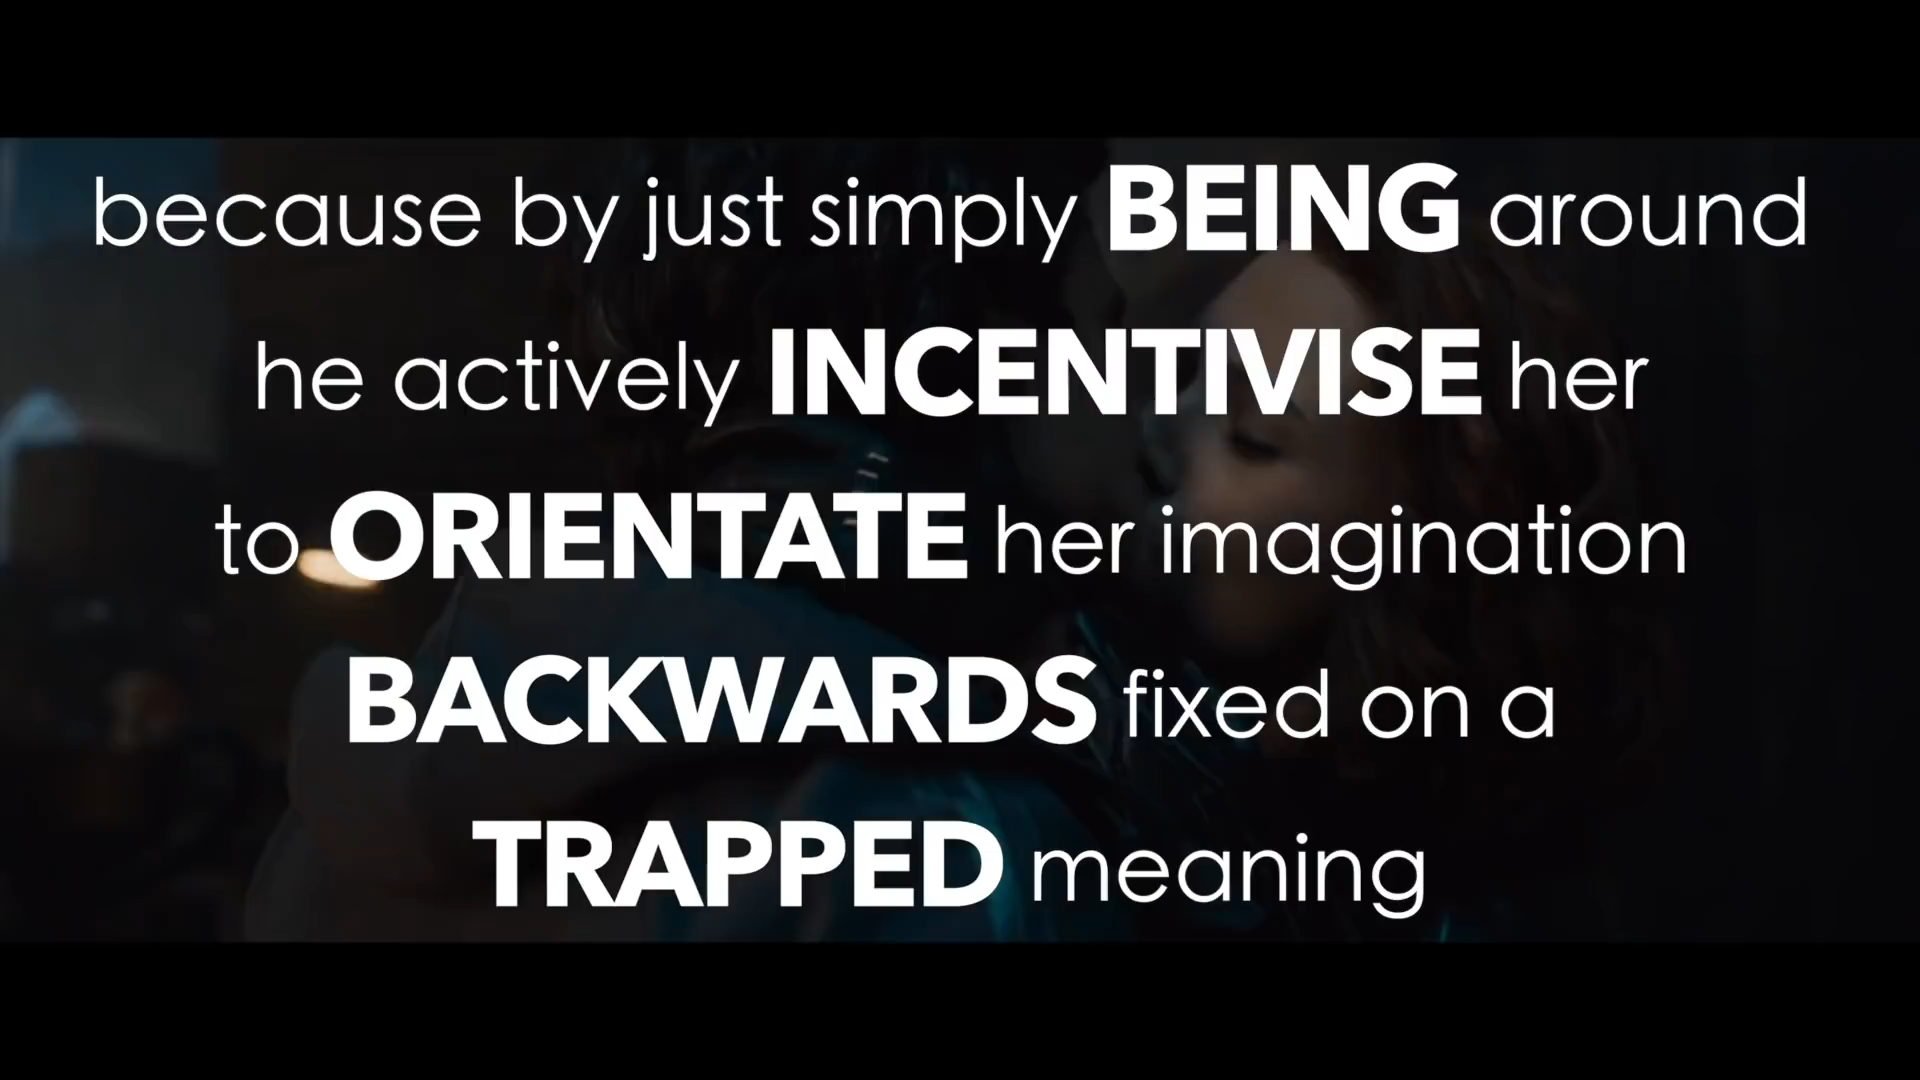 because by just simply BEING around
he actively INCENTIVISE her
to ORIENTATE her imagination
BACKWARDS fixed on a
TRAPPED meaning